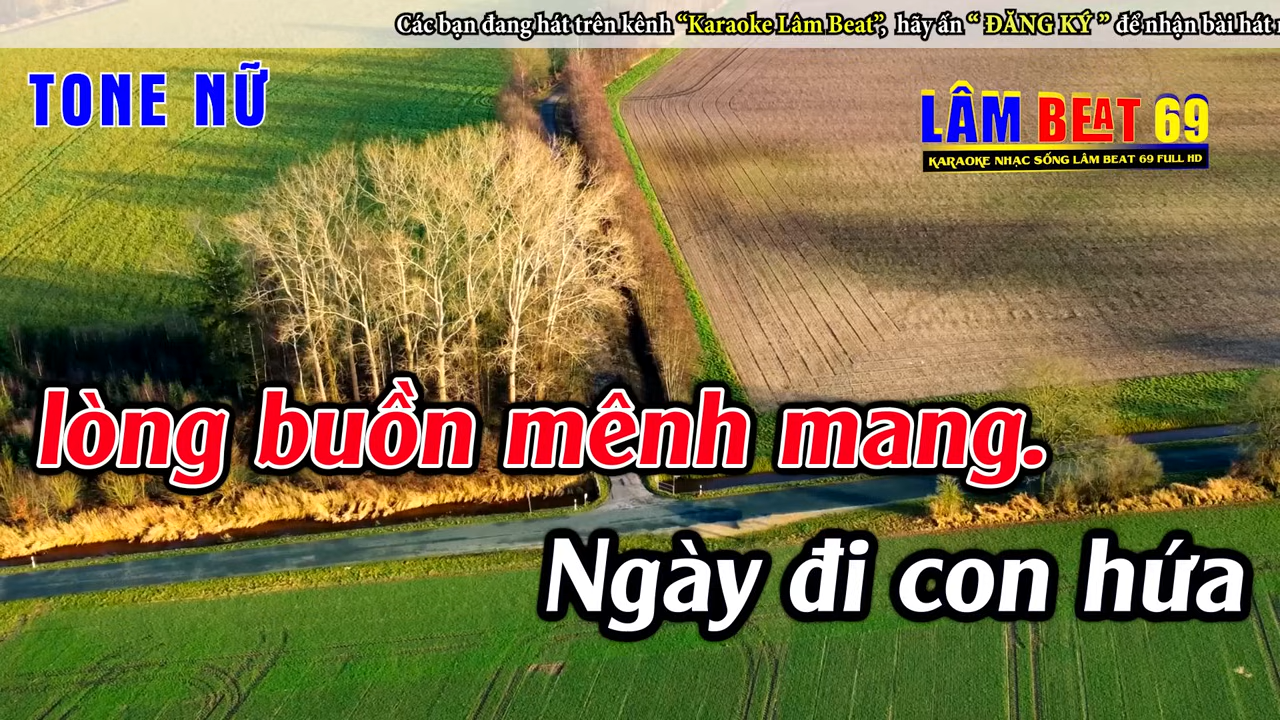 Các bạn đang hát trên kênh “Karaoke Lâm Beat”, hãy ấn “ ĐĂNG KÝ ” để nhận bài hát
TONE NỮ
LÂM BEAT 69
KARAOKE NHẠC SỐNG LÂM BEAT 69 FULL HD
lòng buồn mênh mang.
Ngày đi con hứa